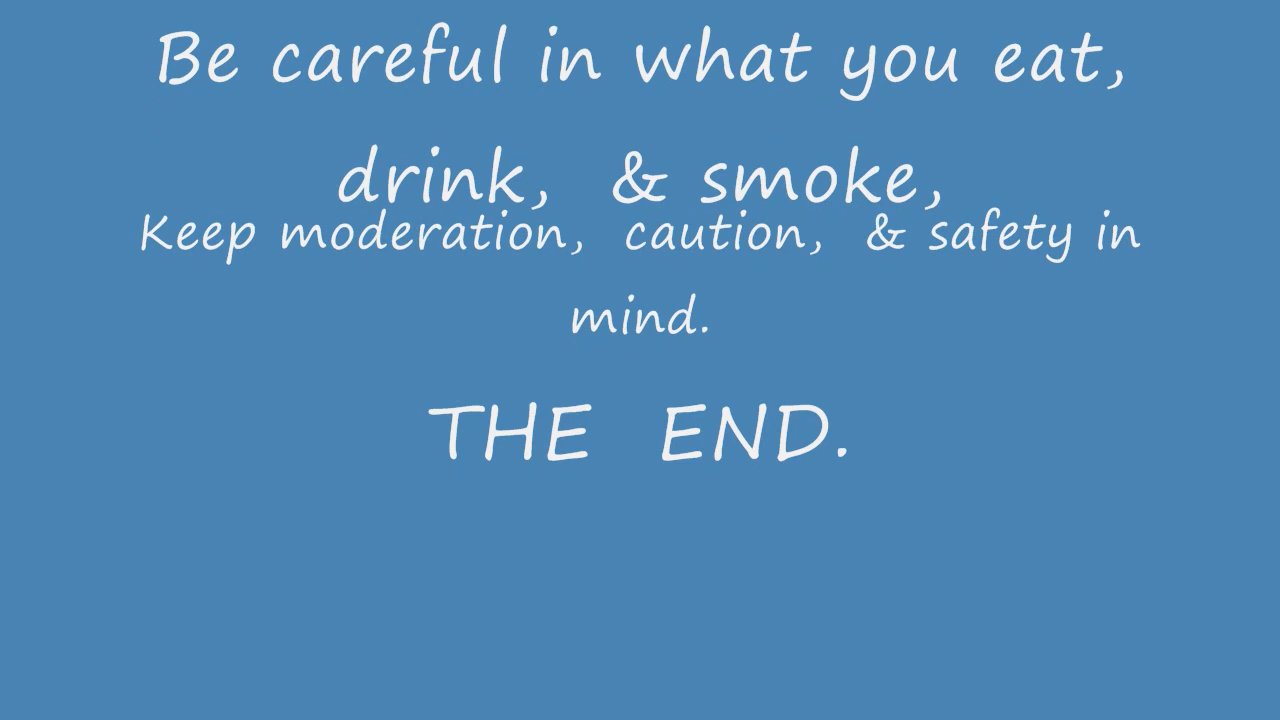 Be careful in what you eat,
drink, & smoke,
Keep moderation, caution, & safety in
mind.
THE END.